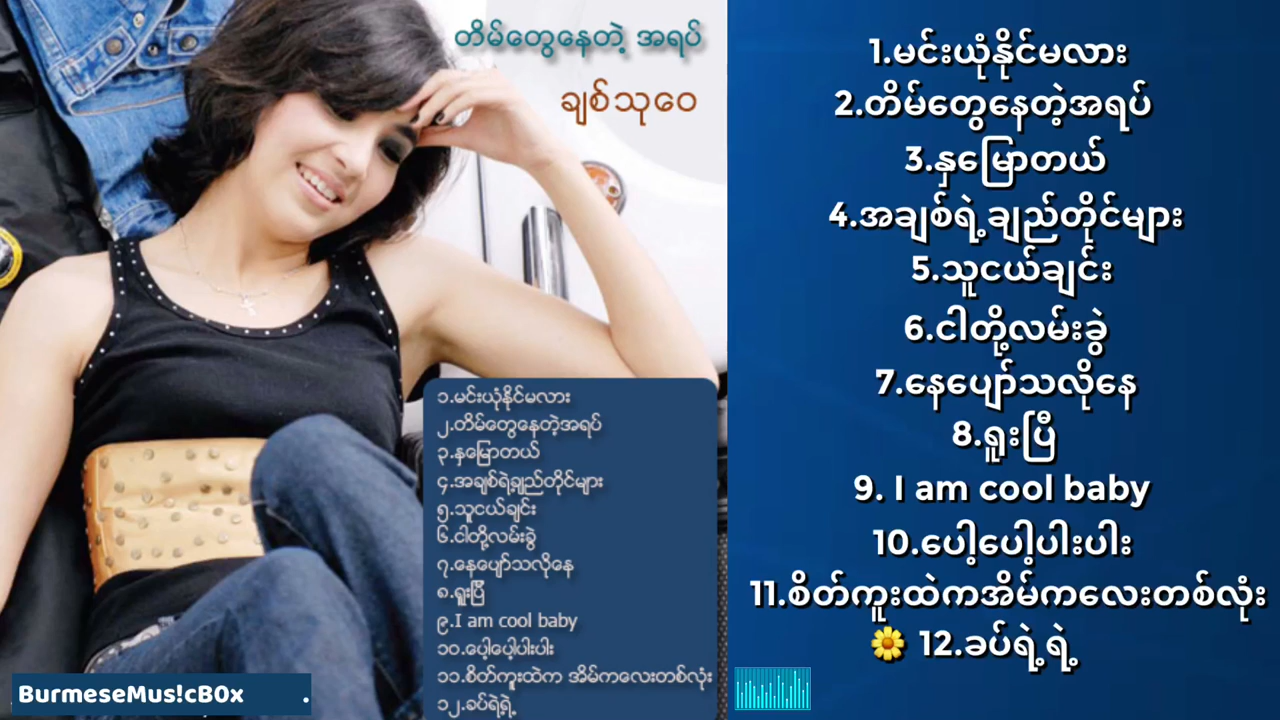 တိမ်တွေနေတဲ့ အရပ်
ချစ်သုဝေ
၁.မင်းယုံနိုင်မလား
၂.တိမ်တွေနေတဲ့အရပ်
၃.နှမြောတယ်
၄.အချစ်ရဲ့ချည်တိုင်များ
၅.သူငယ်ချင်း
၆.ငါတို့လမ်းခွဲ
၇.နေပျော်သလိုနေ
၈.ရူးပြီ
၉.I am cool baby
၁၀.ပေါ့ပေါ့ပါးပါး
၁၁.စိတ်ကူးထဲက အိမ်ကလေးတစ်လုံး
၁၂.ခပ်ရဲ့ရဲ့
BurmeseMus!cB0x .
1.မင်းယုံနိုင်မလား
2.တိမ်တွေနေတဲ့အရပ်
3.နှမြောတယ်
4.အချစ်ရဲ့ချည်တိုင်များ
5.သူငယ်ချင်း
6.ငါတို့လမ်းခွဲ
7.နေပျော်သလိုနေ
8.ရူးပြီ
9. I am cool baby
10.ပေါ့ပေါ့ပါးပါး
11.စိတ်ကူးထဲကအိမ်ကလေးတစ်လုံး
🌼 12.ခပ်ရဲ့ရဲ့